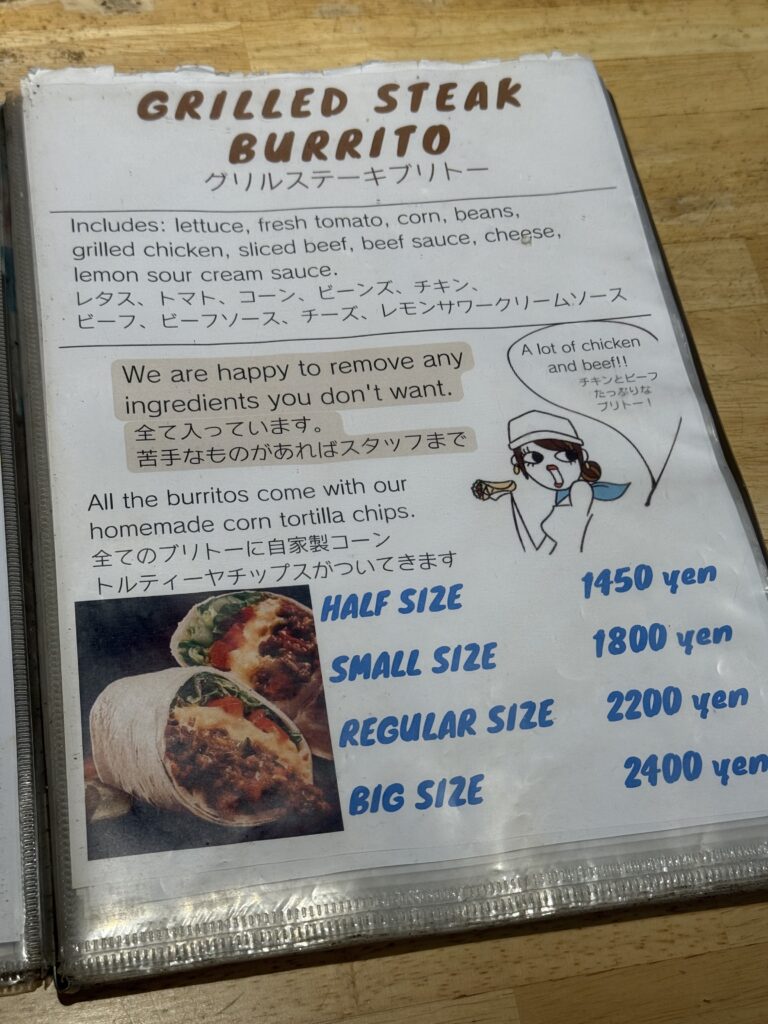 GRILLED STEAK
BURRITO
グリルステーキブリトー
Includes: lettuce, fresh tomato, corn, beans,
grilled chicken, sliced beef, beef sauce, cheese,
lemon sour cream sauce.
レタス、トマト、コーン、ビーンズ、チキン、
ビーフ、ビーフソース、チーズ、レモンサワークリームソース
We are happy to remove any
ingredients you don't want.
全て入っています。
苦手なものがあればスタッフまで
A lot of chicken
and beef!!
チキンとビーフ
たっぷりな
ブリトー!
All the burritos come with our
homemade corn tortilla chips.
全てのブリトーに自家製コーン
トルティーヤチップスがついてきます
HALF SIZE 1450 yen
SMALL SIZE 1800 yen
REGULAR SIZE 2200 yen
BIG SIZE 2400 yen